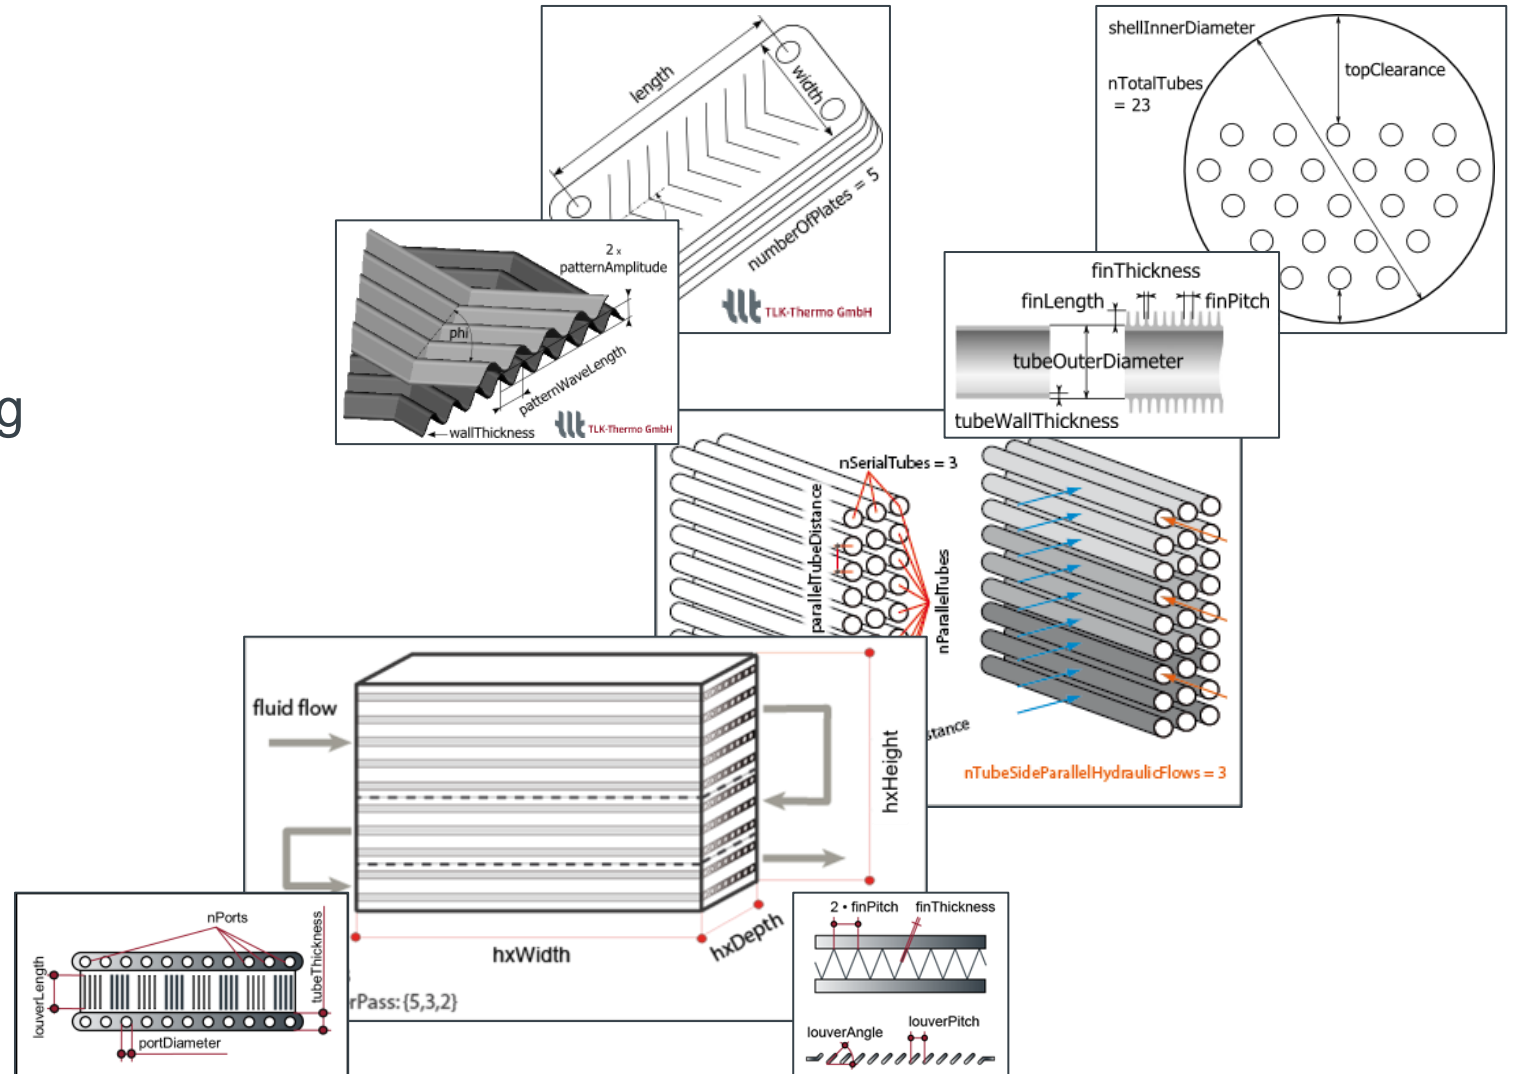 g
length
width
numberOfPlates = 5
TLK-Thermo GmbH
shellInnerDiameter
topClearance
nTotalTubes
= 23
2 x
patternAmplitude
phi
patternWaveLength
wallThickness
TLK-Thermo GmbH
finThickness
finLength
finPitch
tubeOuterDiameter
tubeWallThickness
nSerialTubes = 3
parallelTubeDistance
nParallelTubes
stance
nTubeSideParallelHydraulicFlows = 3
fluid flow
hxHeight
hxWidth
hxDepth
rPass: {5,3,2}
nPorts
louverLength
tubeThickness
portDiameter
2 • finPitch
finThickness
louverAngle
louverPitch